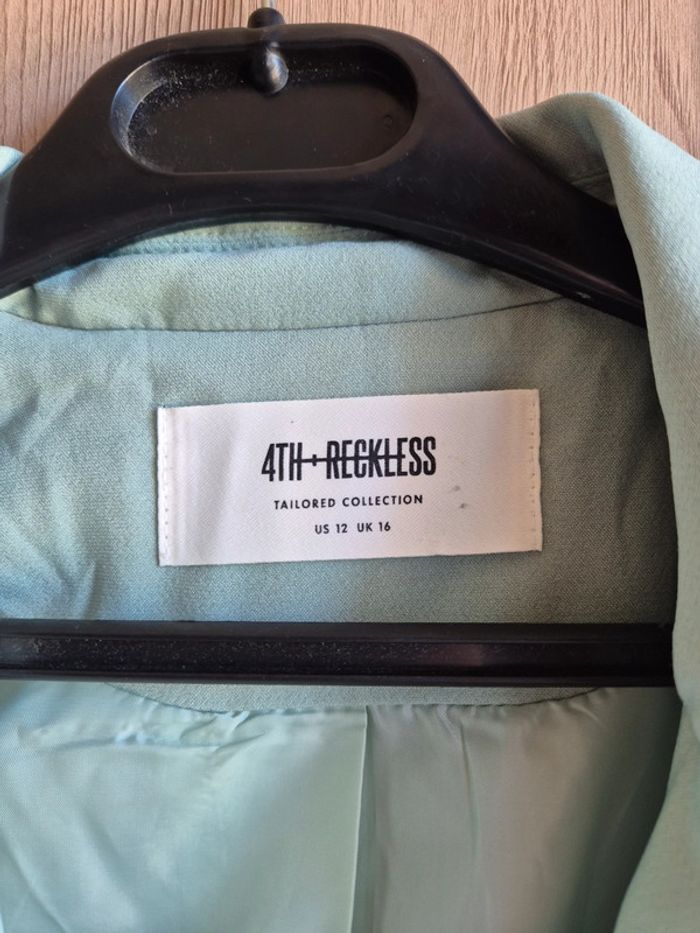 4TH+RECKLESS
TAILORED COLLECTION
US 12 UK 16